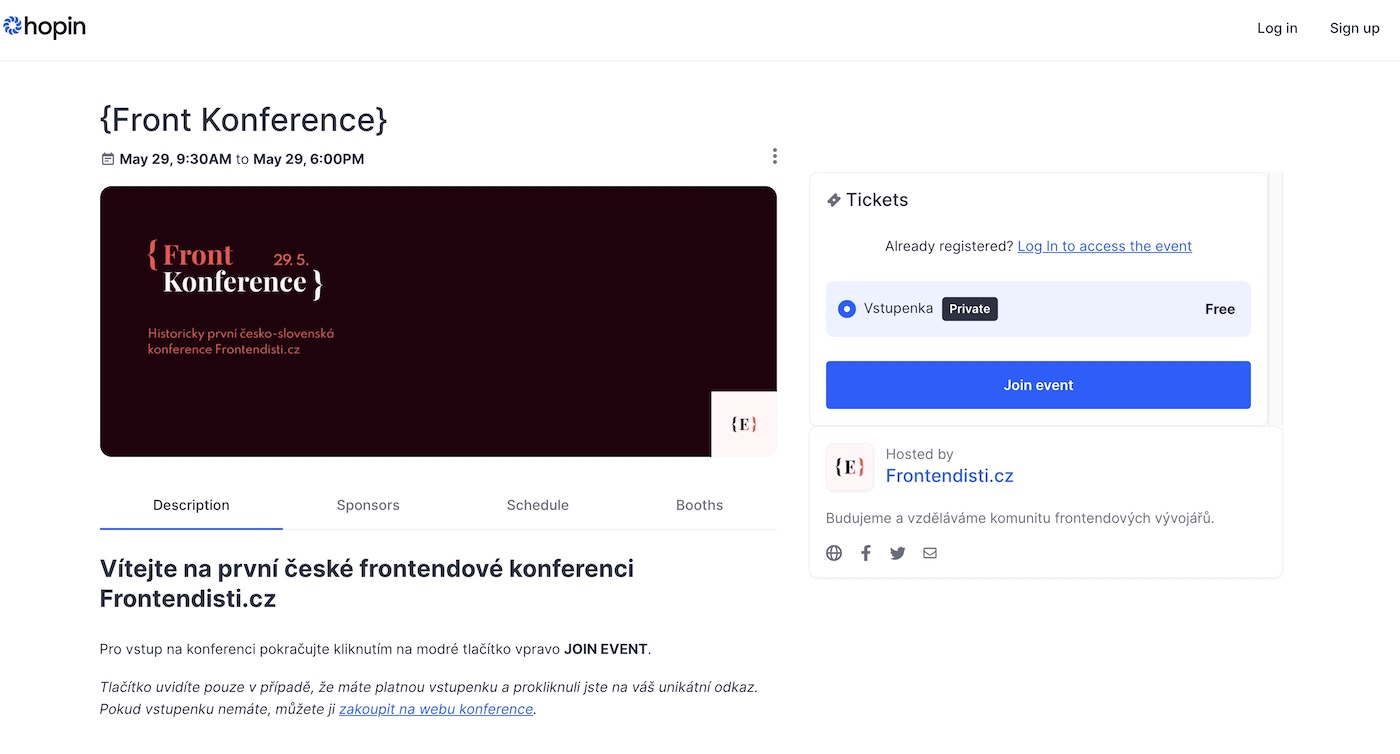 hopin
Log in
Sign up
{Front Konference}
May 29, 9:30AM to May 29, 6:00PM
{ Front 29. 5.
Konference }
Historicky první česko-slovenská
konference Frontendisti.cz
{E}
Description
Sponsors
Schedule
Booths
Vítejte na první české frontendové konferenci
Frontendisti.cz
Pro vstup na konferenci pokračujte kliknutím na modré tlačítko vpravo JOIN EVENT.
Tlačítko uvidíte pouze v případě, že máte platnou vstupenku a prokliknuli jste na váš unikátní odkaz.
Pokud vstupenku nemáte, můžete ji zakoupit na webu konference.
Tickets
Already registered? Log In to access the event
Vstupenka Private Free
Join event
{E}
Hosted by
Frontendisti.cz
Budujeme a vzděláváme komunitu frontendových vývojářů.